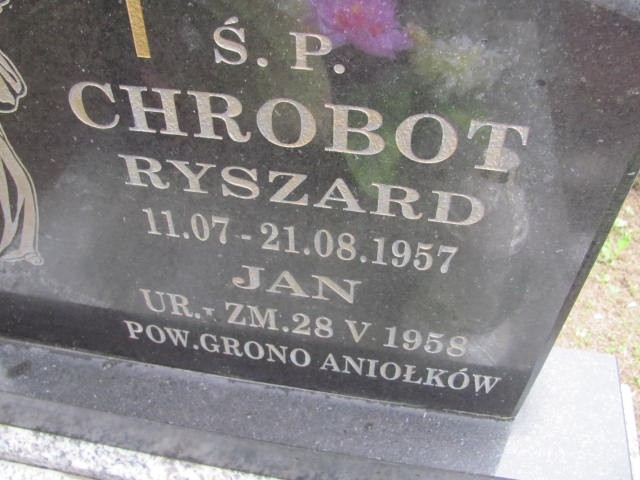 Ś. P.
CHROBOT
RYSZARD
11.07 - 21.08.1957
JAN
UR.- ZM.28 V 1958
POW.GRONO ANIOŁKÓW